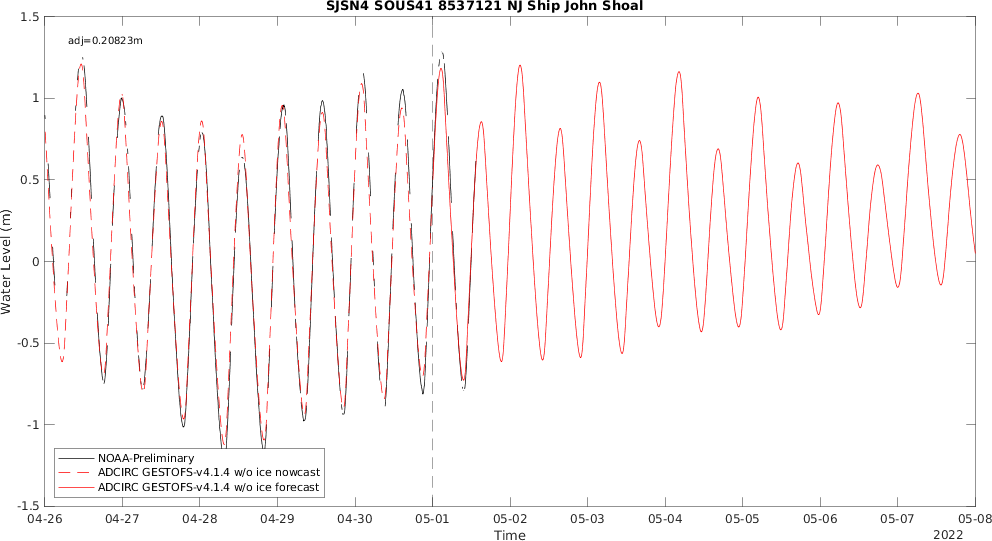 SJSN4 SOUS41 8537121 NJ Ship John Shoal
adj=0.20823m
1.5
1
0.5
0
-0.5
-1
-1.5
Water Level (m)
NOAA-Preliminary
ADCIRC GESTOFS-v4.1.4 w/o ice nowcast
ADCIRC GESTOFS-v4.1.4 w/o ice forecast
04-26 04-27 04-28 04-29 04-30 05-01 05-02 05-03 05-04 05-05 05-06 05-07 05-08
Time
2022